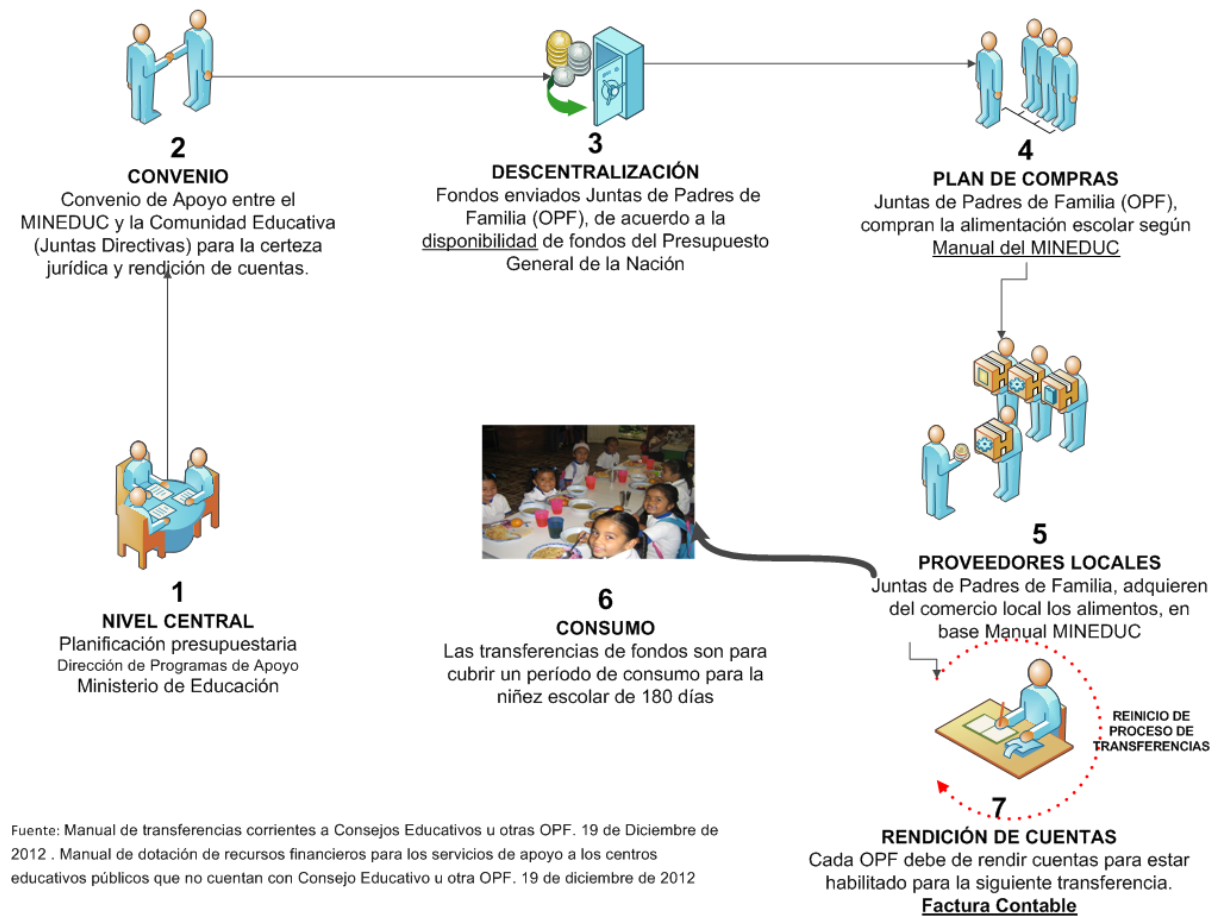 2
CONVENIO
Convenio de Apoyo entre el
MINEDUC y la Comunidad Educativa
(Juntas Directivas) para la certeza
jurídica y rendición de cuentas.
3
DESCENTRALIZACIÓN
Fondos enviados Juntas de Padres de
Familia (OPF), de acuerdo a la
disponibilidad de fondos del Presupuesto
General de la Nación
4
PLAN DE COMPRAS
Juntas de Padres de Familia (OPF),
compran la alimentación escolar según
Manual del MINEDUC
1
NIVEL CENTRAL
Planificación presupuestaria
Dirección de Programas de Apoyo
Ministerio de Educación
6
CONSUMO
Las transferencias de fondos son para
cubrir un período de consumo para la
niñez escolar de 180 días
5
PROVEEDORES LOCALES
Juntas de Padres de Familia, adquieren
del comercio local los alimentos, en
base Manual MINEDUC
REINICIO DE
PROCESO DE
TRANSFERENCIAS
7
RENDICIÓN DE CUENTAS
Cada OPF debe de rendir cuentas para estar
habilitado para la siguiente transferencia.
Factura Contable
Fuente: Manual de transferencias corrientes a Consejos Educativos u otras OPF. 19 de Diciembre de
2012 . Manual de dotación de recursos financieros para los servicios de apoyo a los centros
educativos públicos que no cuentan con Consejo Educativo u otra OPF. 19 de diciembre de 2012